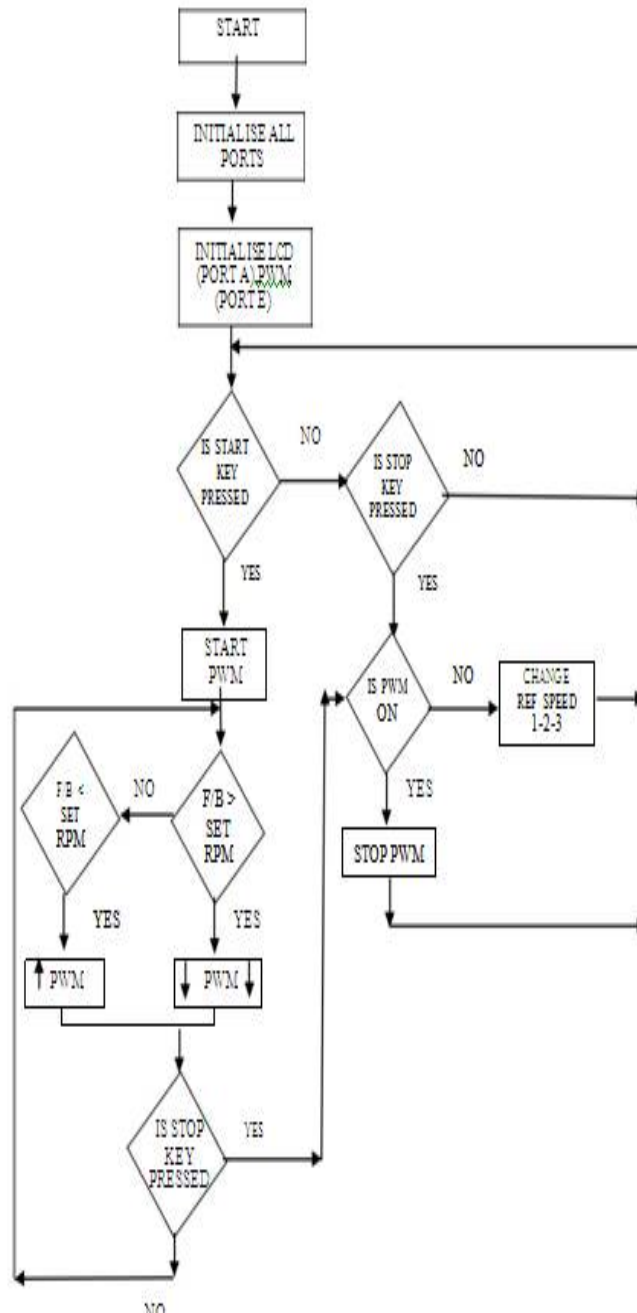 START
INITIALISE ALL
PORTS
INITIALISE LCD
(PORT A),PWM
(PORT E)
IS START
KEY
PRESSED
NO
IS STOP
KEY
PRESSED
NO
YES
YES
START
PWM
IS PWM
ON
NO
CHANGE
REF SPEED
1-2-3
F/B <
SET
RPM
NO
F/B >
SET
RPM
YES
STOP PWM
YES
YES
PWM
PWM
IS STOP
KEY
PRESSED
YES
NO